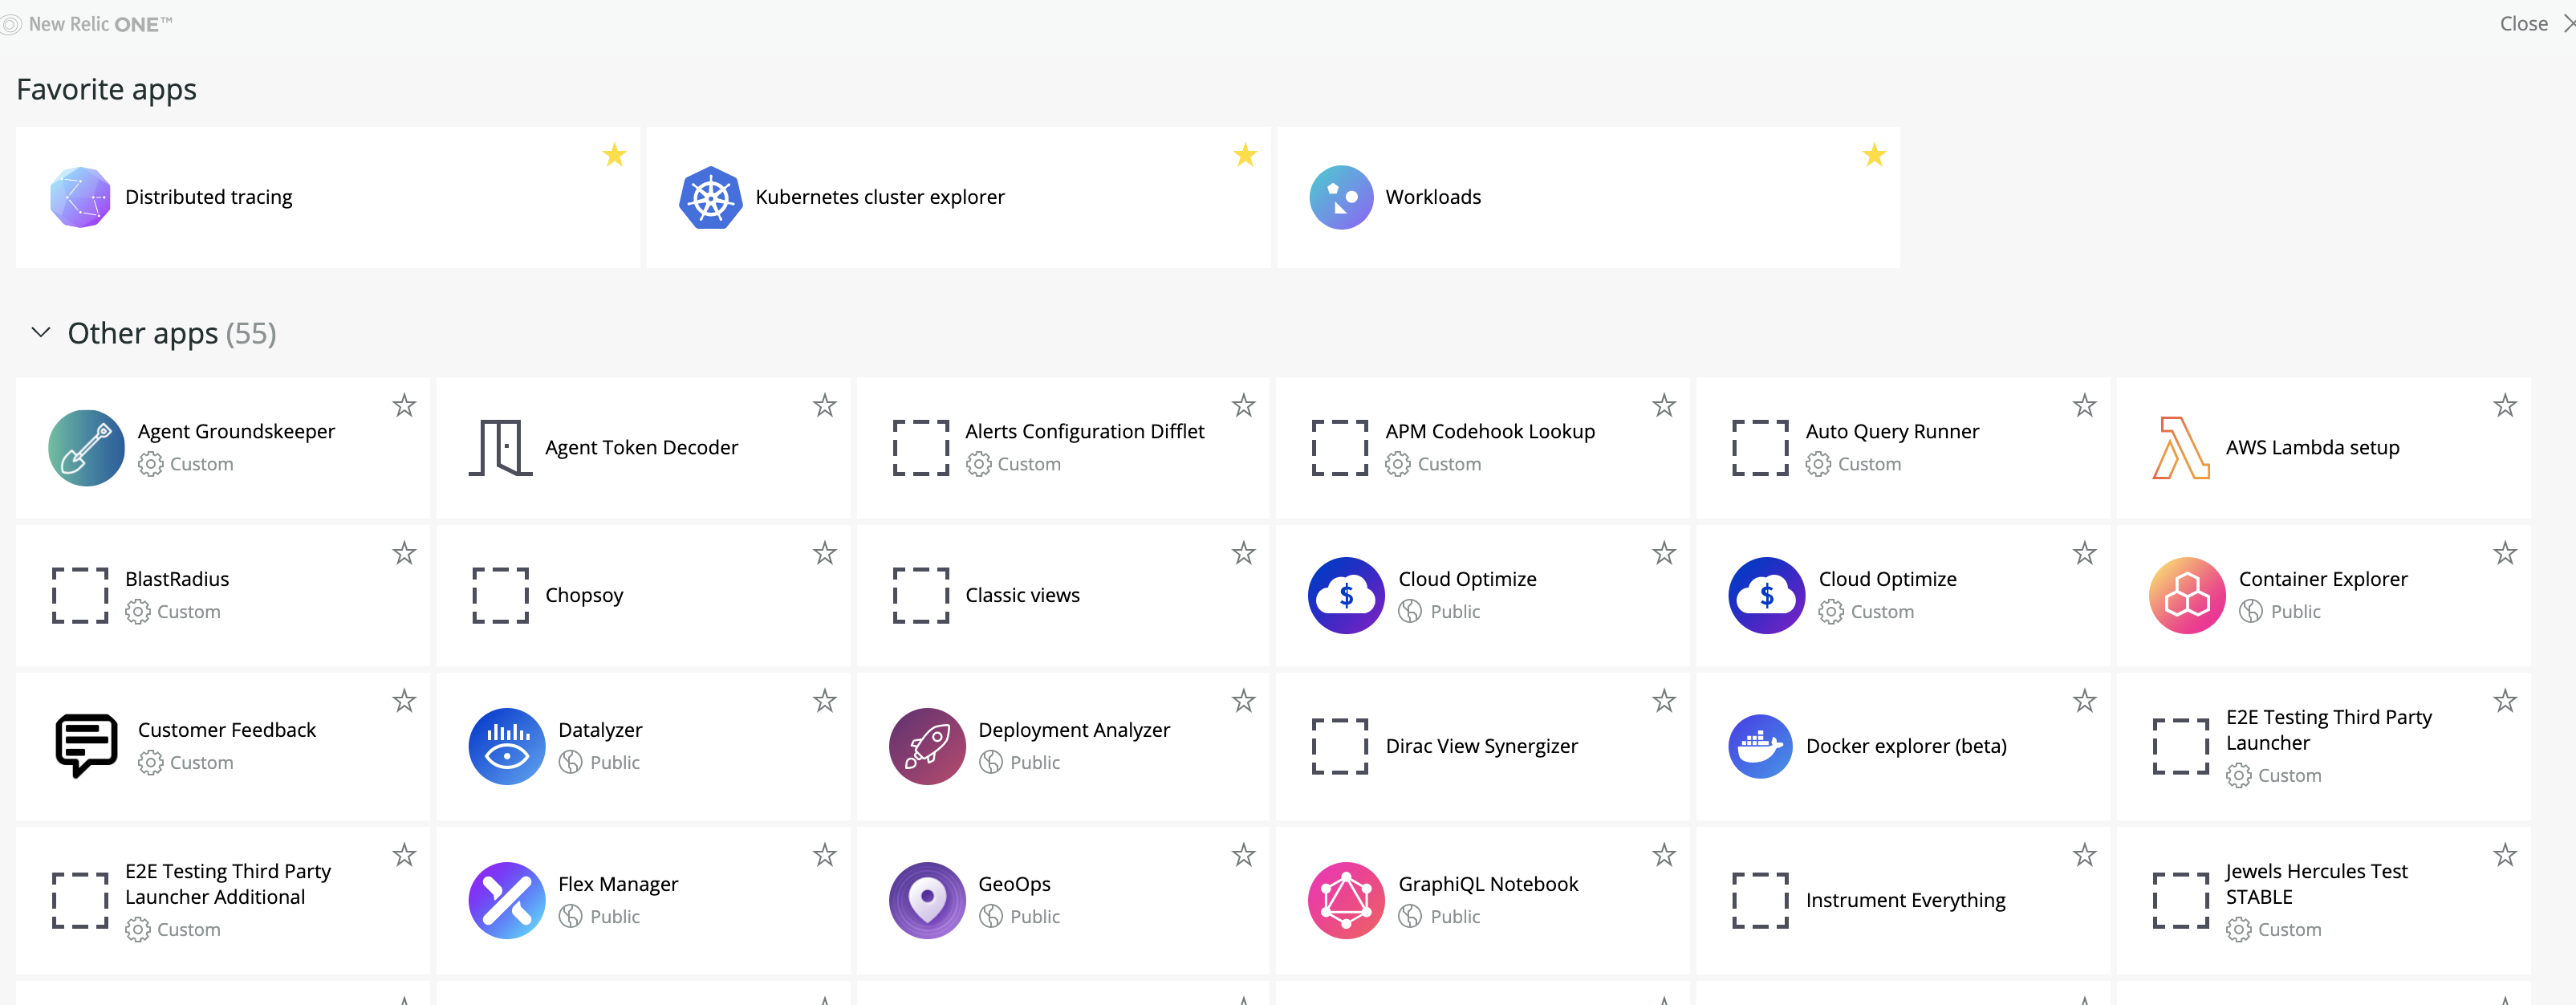 New Relic ONE™
Close
Favorite apps
Distributed tracing
Kubernetes cluster explorer
Workloads
Other apps (55)
Agent Groundskeeper
Custom
Agent Token Decoder
Alerts Configuration Difflet
Custom
APM Codehook Lookup
Custom
Auto Query Runner
Custom
AWS Lambda setup
BlastRadius
Custom
Chopsoy
Classic views
Cloud Optimize
Public
Cloud Optimize
Custom
Container Explorer
Public
Customer Feedback
Custom
Datalyzer
Public
Deployment Analyzer
Public
Dirac View Synergizer
Docker explorer (beta)
E2E Testing Third Party
Launcher
Custom
E2E Testing Third Party
Launcher Additional
Custom
Flex Manager
Public
GeoOps
Public
GraphiQL Notebook
Public
Instrument Everything
Jewels Hercules Test
STABLE
Custom